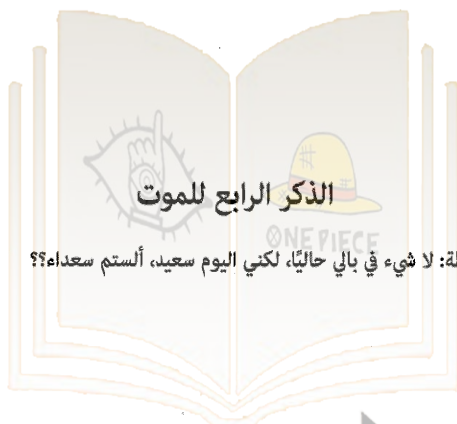 الذكر الرابع للموت
ONE PIECE
لة: لا شيء في بالي حاليًا، لكني اليوم سعيد، ألستم سعداء؟؟